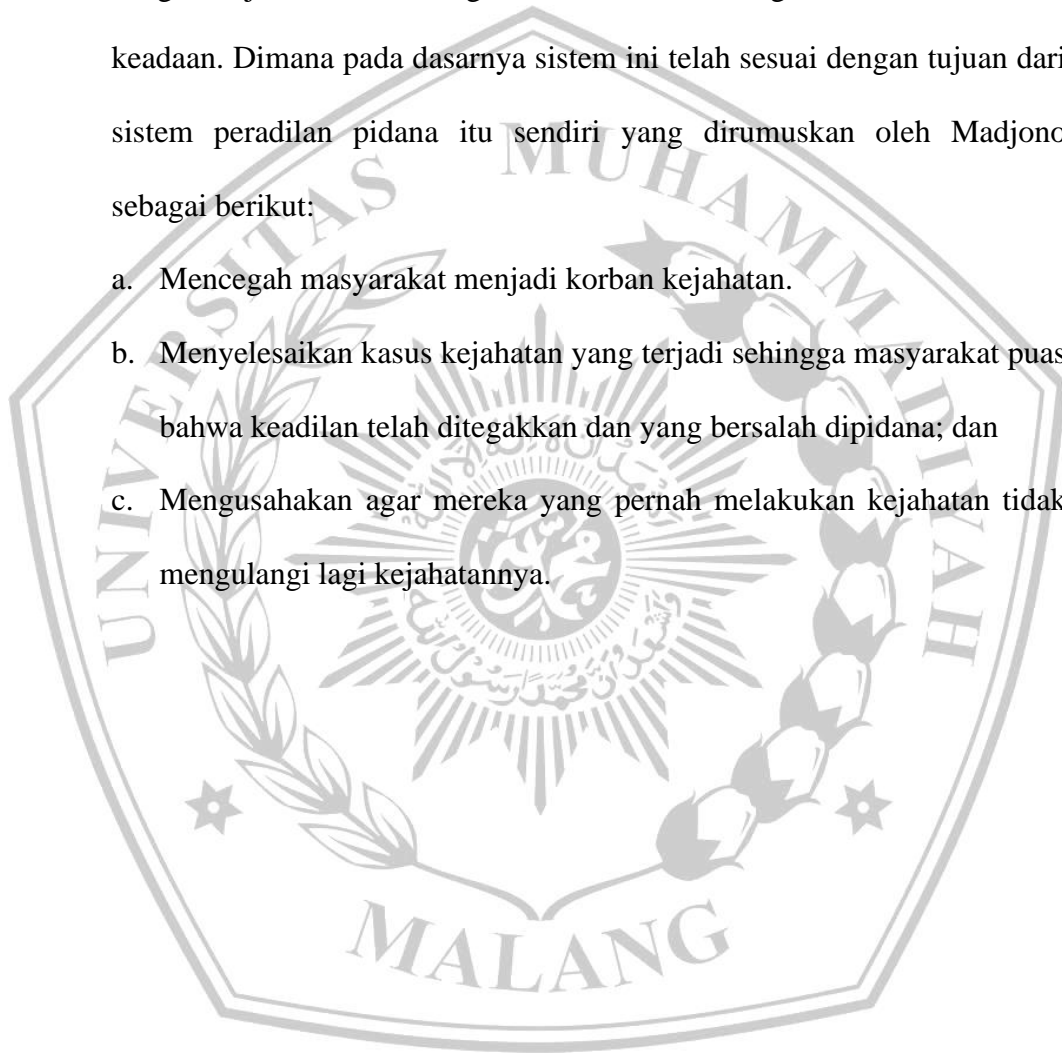 keadaan. Dimana pada dasarnya sistem ini telah sesuai dengan tujuan dari
sistem peradilan pidana itu sendiri yang dirumuskan oleh Madjono
sebagai berikut:
a. Mencegah masyarakat menjadi korban kejahatan.
b. Menyelesaikan kasus kejahatan yang terjadi sehingga masyarakat puas
bahwa keadilan telah ditegakkan dan yang bersalah dipidana; dan
c. Mengusahakan agar mereka yang pernah melakukan kejahatan tidak
mengulangi lagi kejahatannya.
UNIVERSITAS MUHAMMADIYAH
MALANG